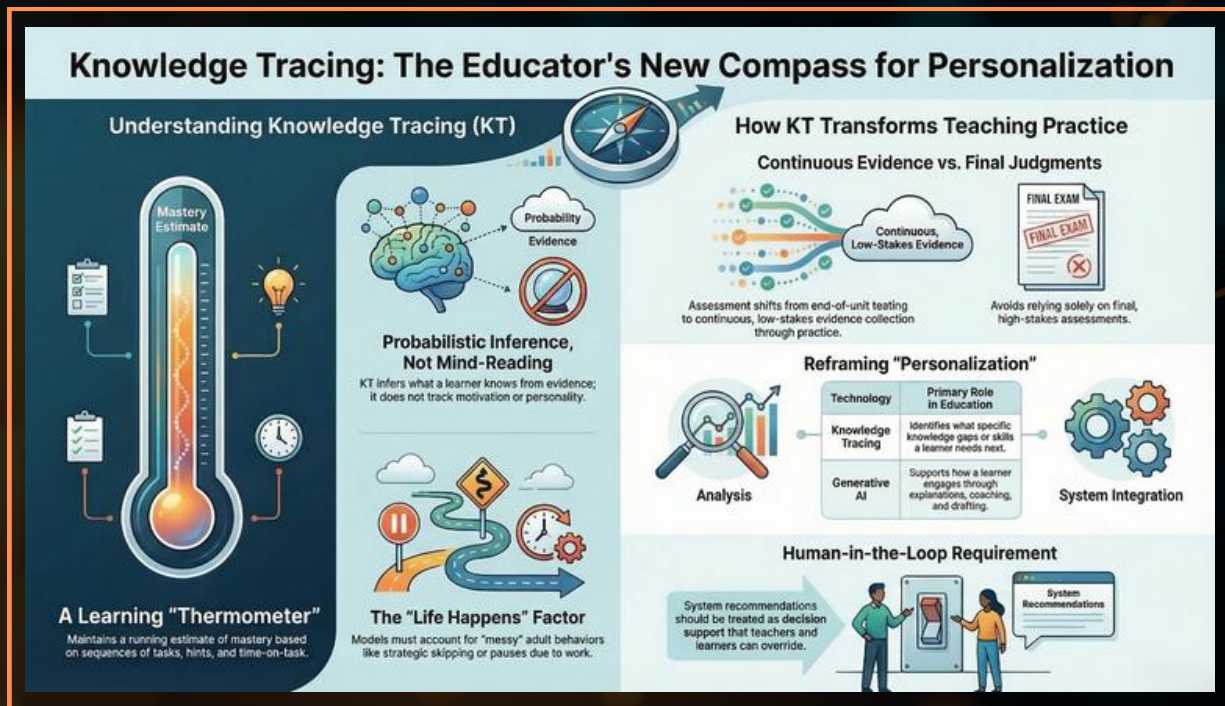 Knowledge Tracing: The Educator's New Compass for Personalization
Understanding Knowledge Tracing (KT)
Mastery
Estimate
A Learning "Thermometer"
Maintains a running estimate of mastery based
on sequences of tasks, hints, and time-on-task.
Probability
Evidence
Probabilistic Inference,
Not Mind-Reading
KT infers what a learner knows from evidence;
it does not track motivation or personality.
The "Life Happens" Factor
Models must account for "messy" adult behaviors
like strategic skipping or pauses due to work.
How KT Transforms Teaching Practice
Continuous Evidence vs. Final Judgments
Continuous,
Low-Stakes Evidence
Assessment shifts from end-of-unit teating
to continuous, low-stakes evidence collection
through practice.
FINAL EXAM
FINAL EXAM
Avoids relying solely on final,
high-stakes assessments.
Reframing "Personalization"
Analysis
Technology
Primary Role
in Education
Knowledge
Tracing
Identifies what specific
knowledge gaps or skills
a learner needs next.
Generative
AI
Supports how a learner
engages through
explanations, coaching,
and drafting.
System Integration
Human-in-the-Loop Requirement
System recommendations
should be treated as decision
support that teachers and
learners can override.
System
Recommendations